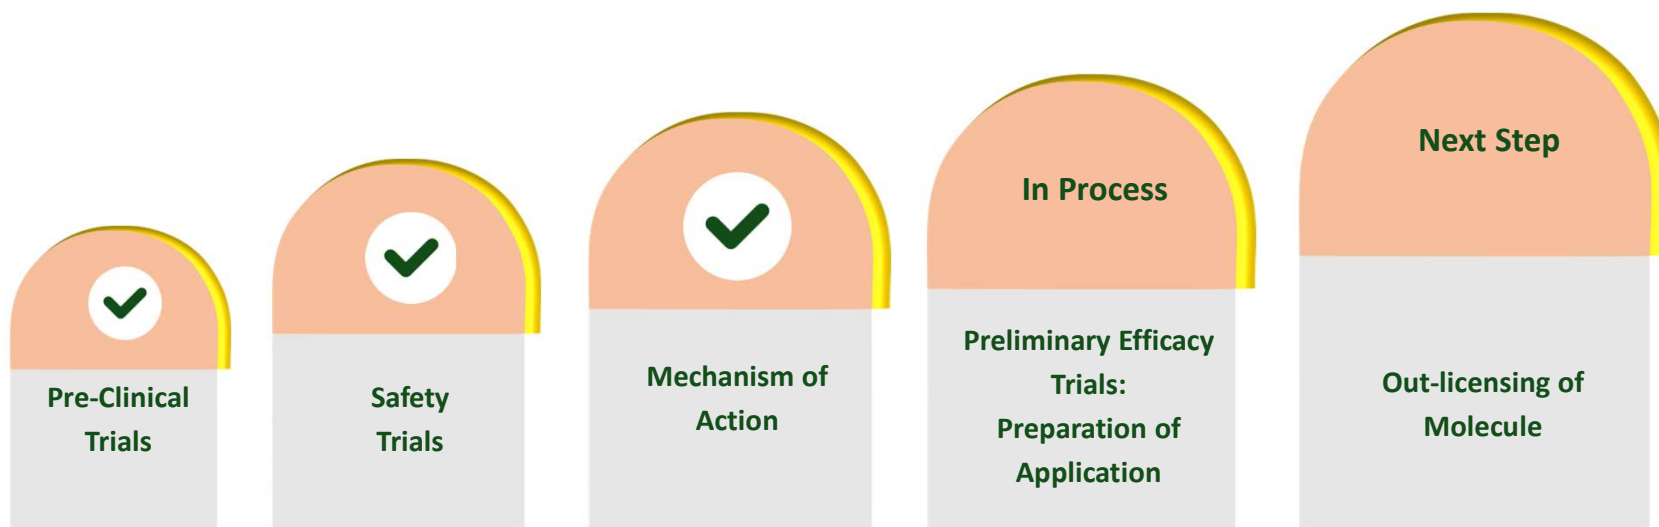 Pre-Clinical
Trials
Safety
Trials
Mechanism of
Action
In Process
Preliminary Efficacy
Trials:
Preparation of
Application
Next Step
Out-licensing of
Molecule